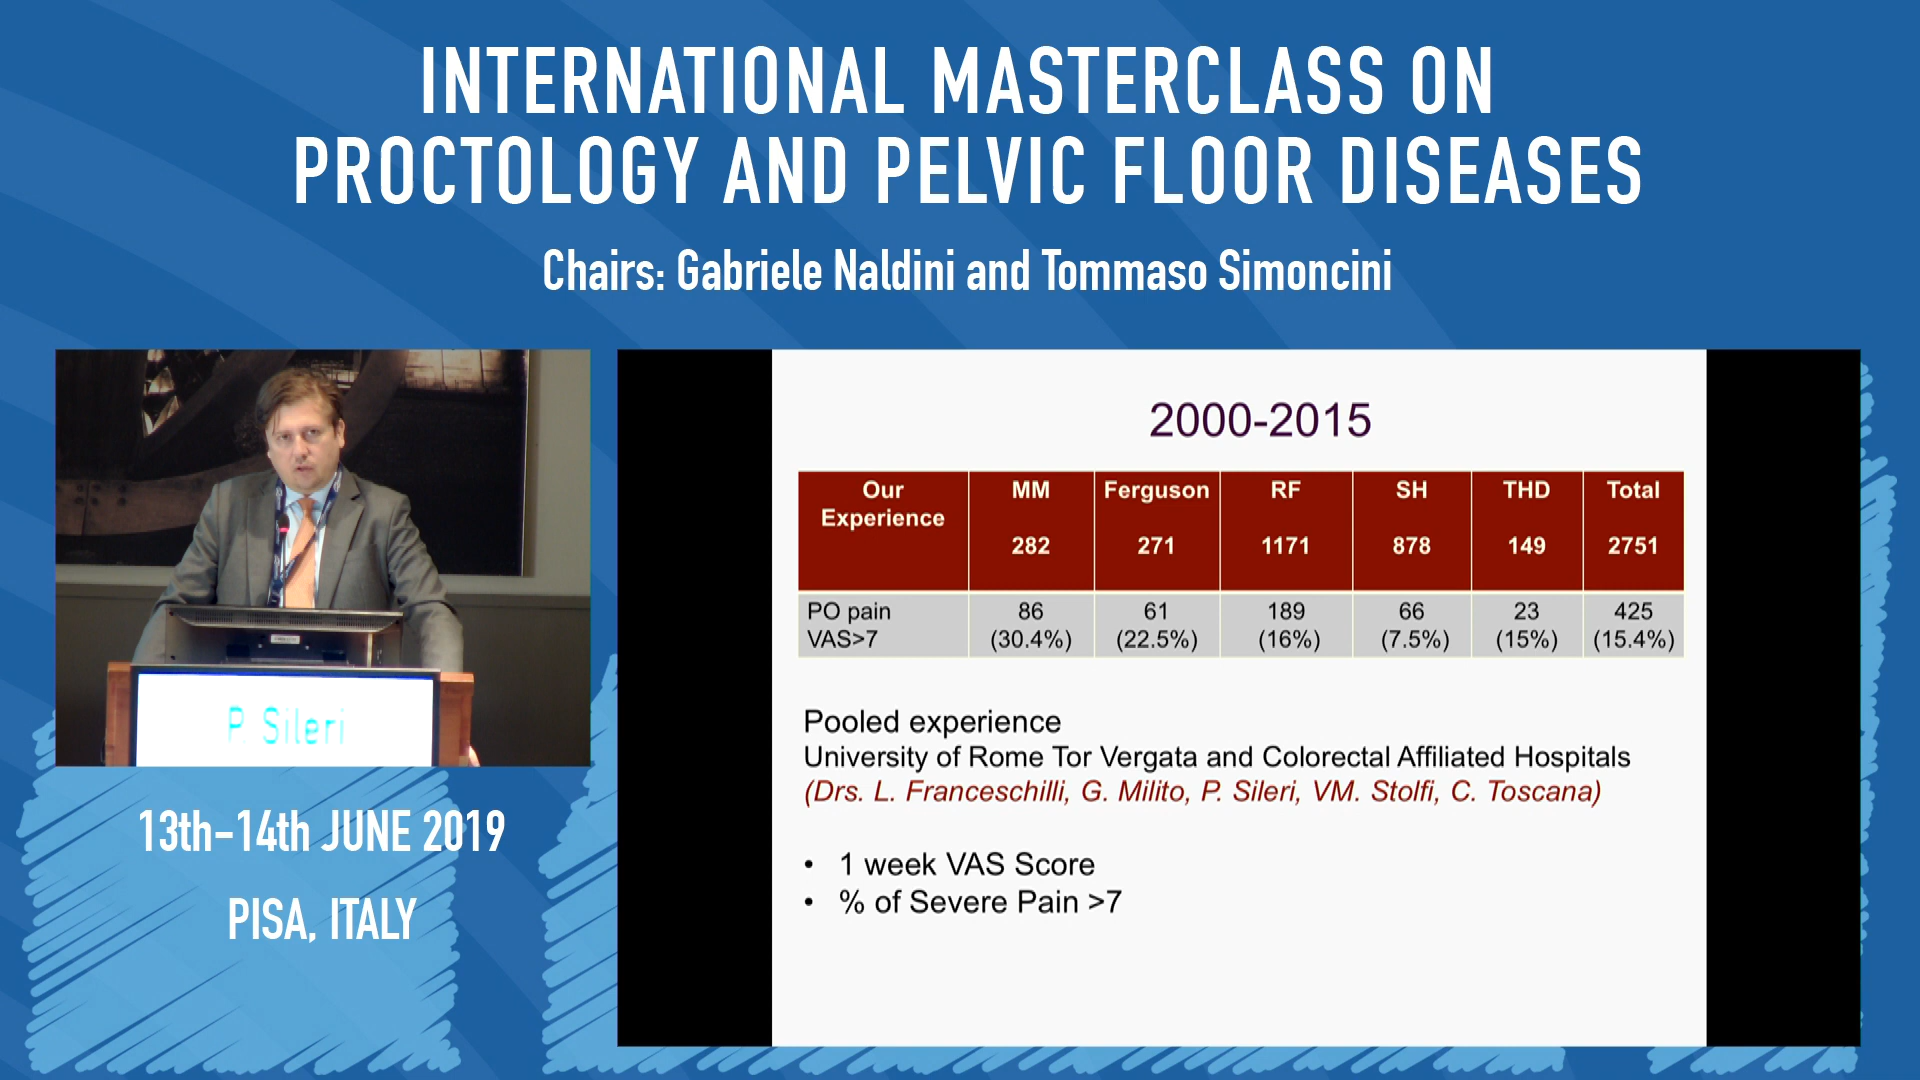 INTERNATIONAL MASTERCLASS ON
PROCTOLOGY AND PELVIC FLOOR DISEASES
Chairs: Gabriele Naldini and Tommaso Simoncini
P. Sileri
13th-14th JUNE 2019
PISA, ITALY
2000-2015
Our Experience MM 282 Ferguson 271 RF 1171 SH 878 THD 149 Total 2751
PO pain VAS>7 86 (30.4%) 61 (22.5%) 189 (16%) 66 (7.5%) 23 (15%) 425 (15.4%)
Pooled experience
University of Rome Tor Vergata and Colorectal Affiliated Hospitals
(Drs. L. Franceschilli, G. Milito, P. Sileri, VM. Stolfi, C. Toscana)
• 1 week VAS Score
• % of Severe Pain >7